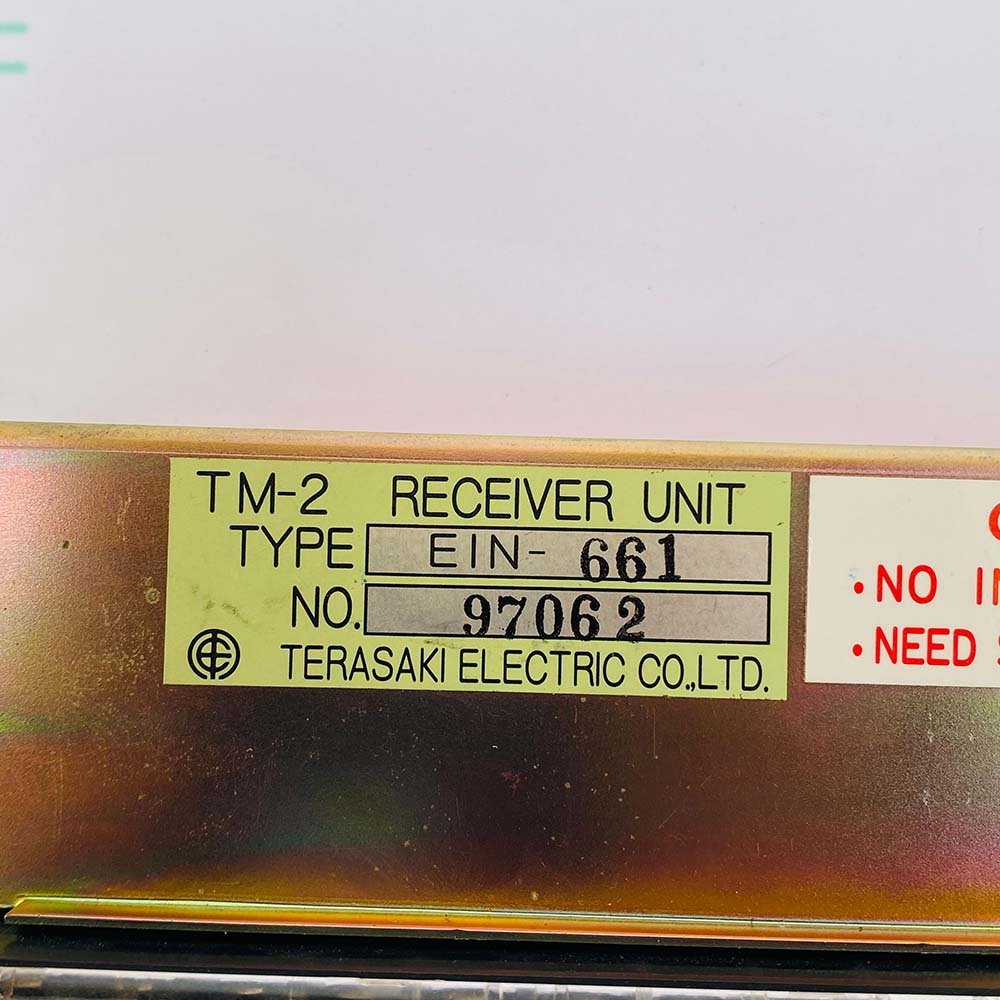 TM-2 RECEIVER UNIT
TYPE EIN- 661
NO. 97062
TERASAKI ELECTRIC CO.,LTD.
•NO
•NEED